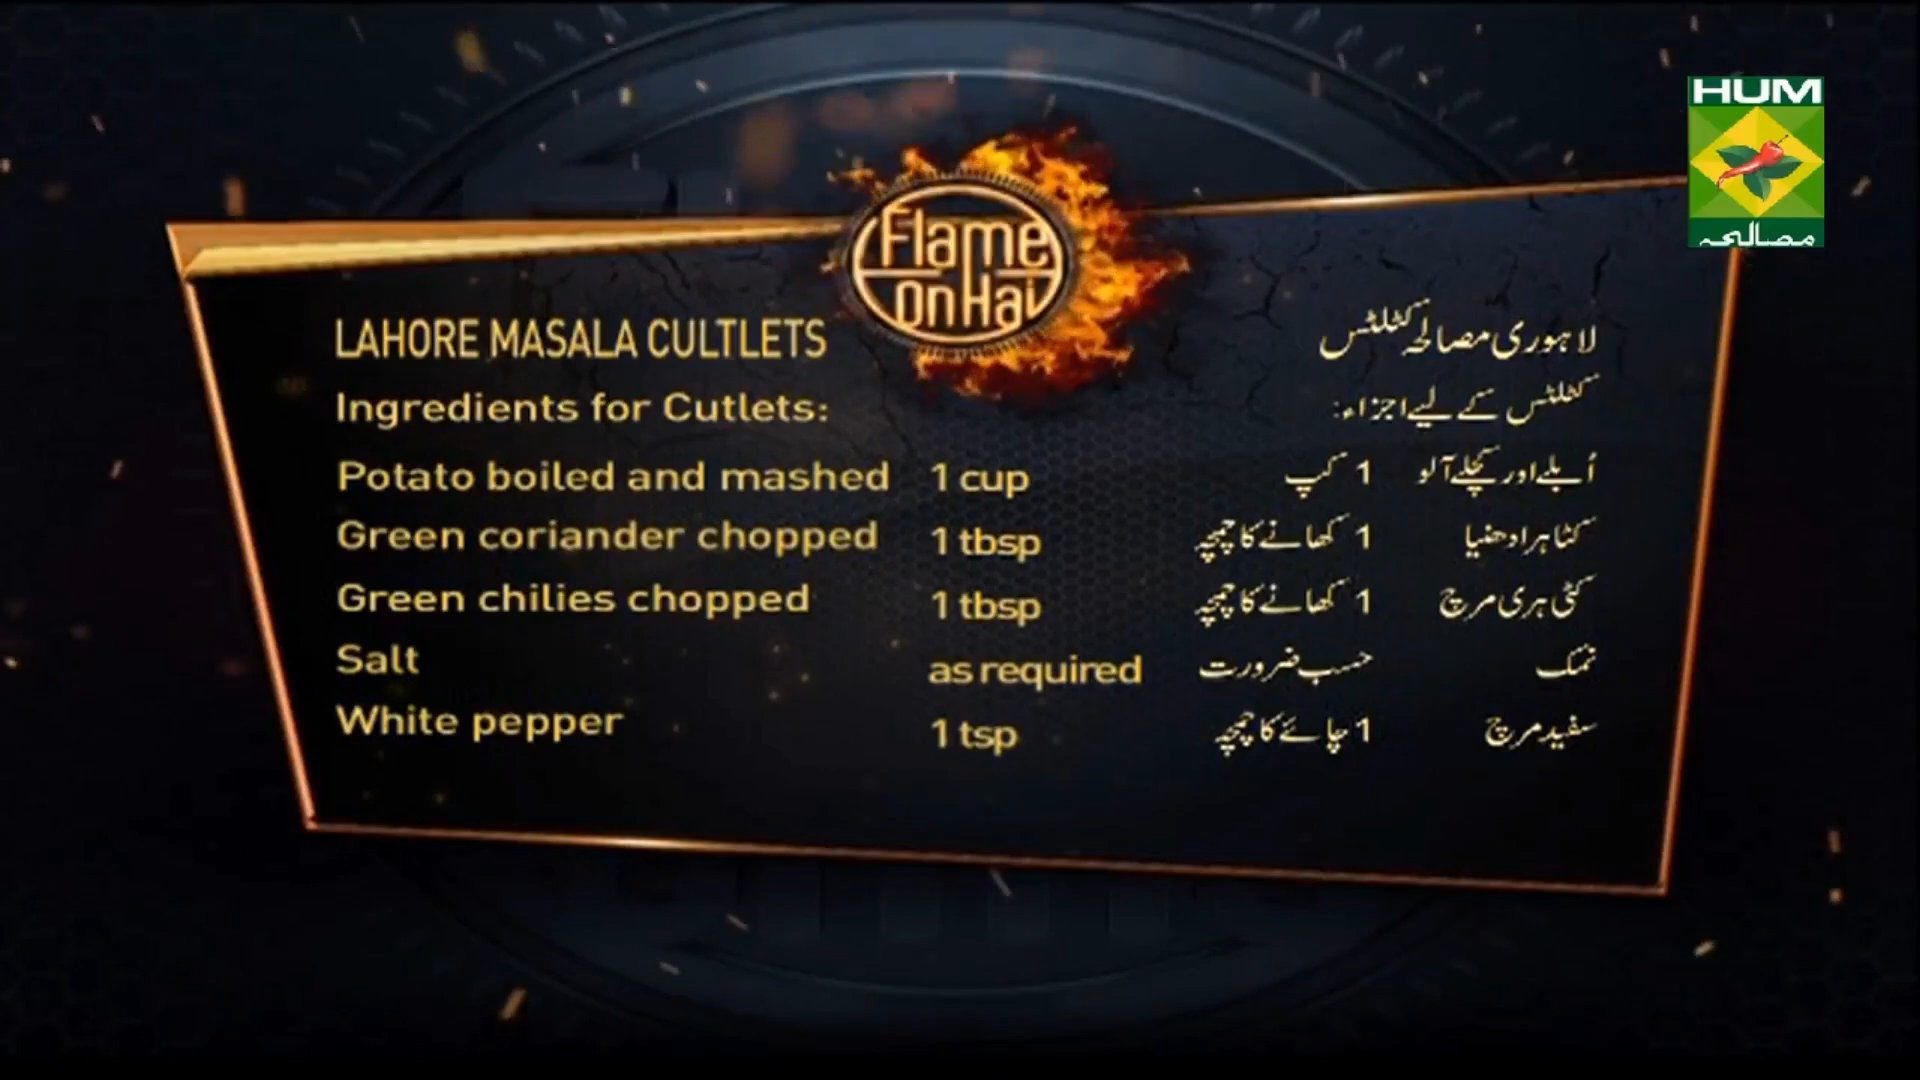 HUM
مصالحہ
Flame
on Hai
LAHORE MASALA CULTLETS
لاہوری مصالحہ کٹلٹس
Ingredients for Cutlets:
کٹلٹس کے لیے اجزاء:
Potato boiled and mashed 1 cup
اُبلے اور کچلے آلو 1 کپ
Green coriander chopped 1 tbsp
کٹا ہرا دھنیا 1 کھانے کا چمچہ
Green chilies chopped 1 tbsp
کٹی ہری مرچ 1 کھانے کا چمچہ
Salt as required
نمک حسب ضرورت
White pepper 1 tsp
سفید مرچ 1 چائے کا چمچہ